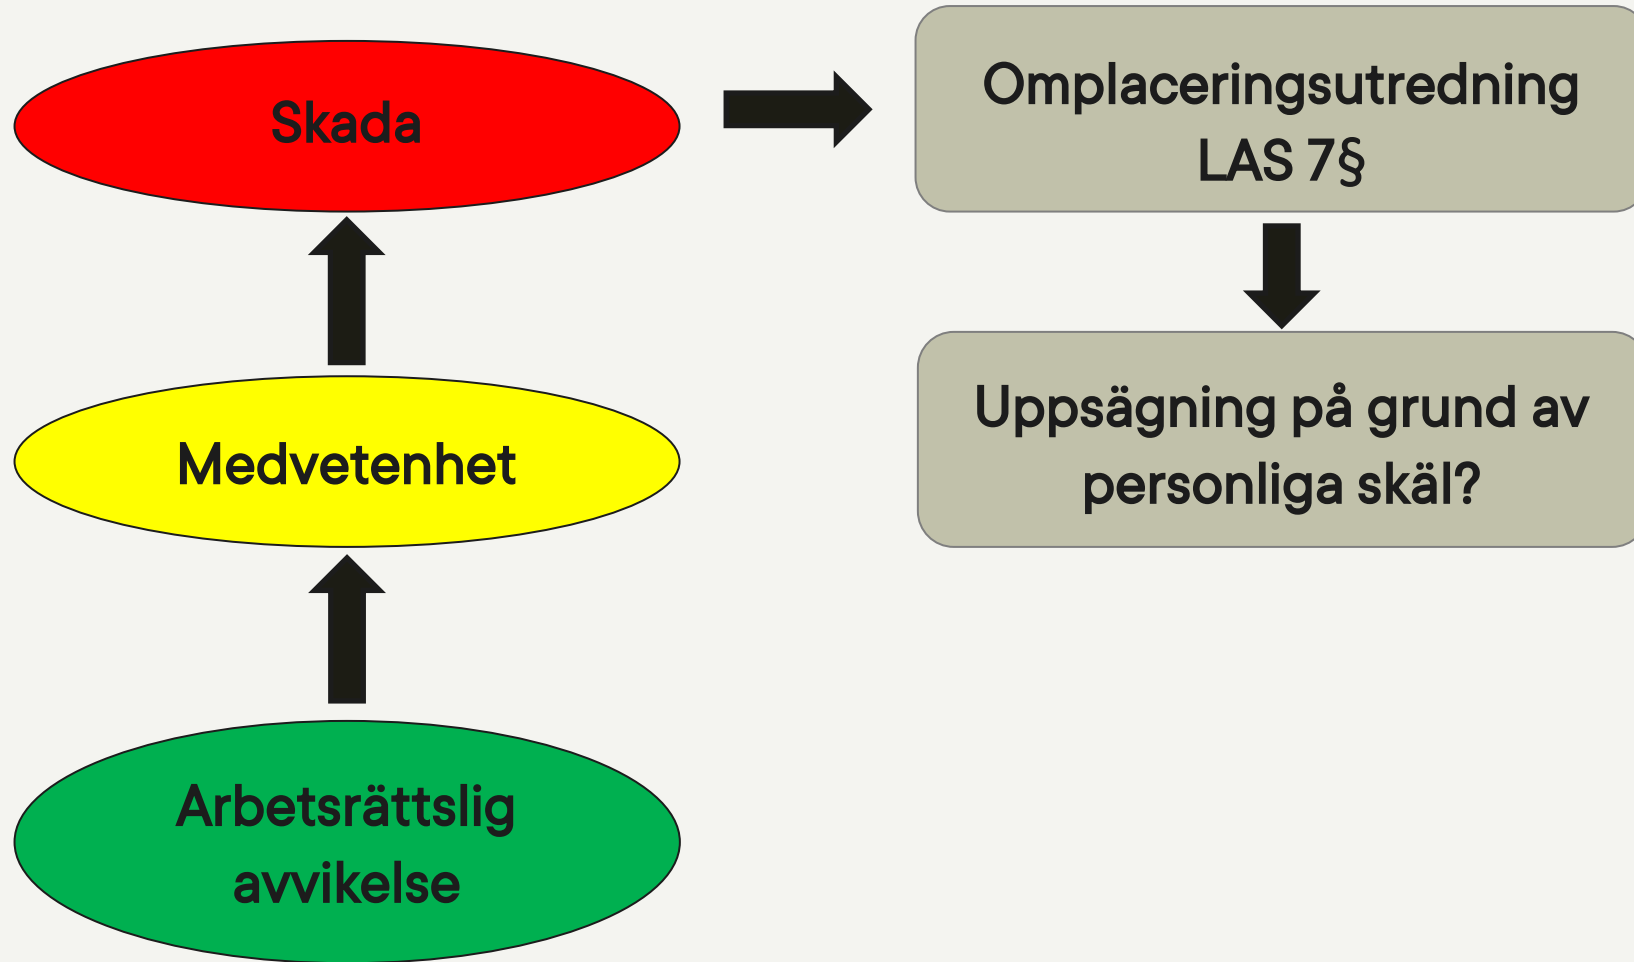 Skada
Omplaceringsutredning
LAS 7§
Medvetenhet
Uppsägning på grund av
personliga skäl?
Arbetsrättslig
avvikelse